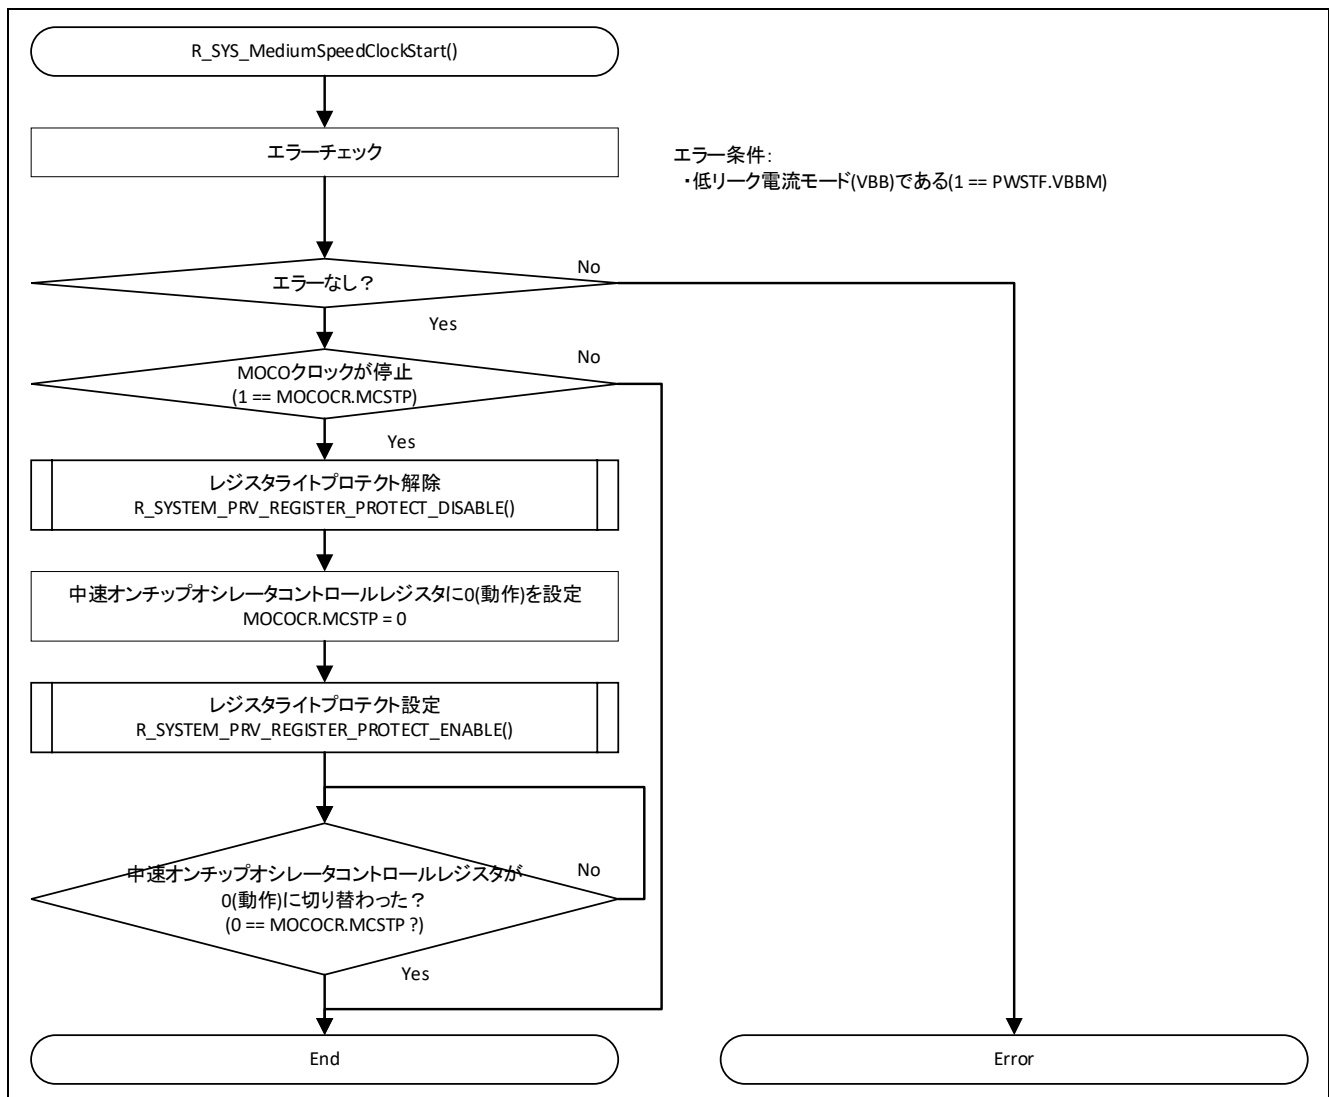 R_SYS_MediumSpeedClockStart()
エラーチェック
エラー条件：
・低リーク電流モード(VBB)である(1 == PWSTF.VBBM)
エラーなし？
No
Yes
MOCOクロックが停止
(1 == MOCOCR.MCSTP)
No
Yes
レジスタライトプロテクト解除
R_SYSTEM_PRV_REGISTER_PROTECT_DISABLE()
中速オンチップオシレータコントロールレジスタに0(動作)を設定
MOCOCR.MCSTP = 0
レジスタライトプロテクト設定
R_SYSTEM_PRV_REGISTER_PROTECT_ENABLE()
中速オンチップオシレータコントロールレジスタが
0(動作)に切り替わった？
(0 == MOCOCR.MCSTP ?)
No
Yes
End
Error